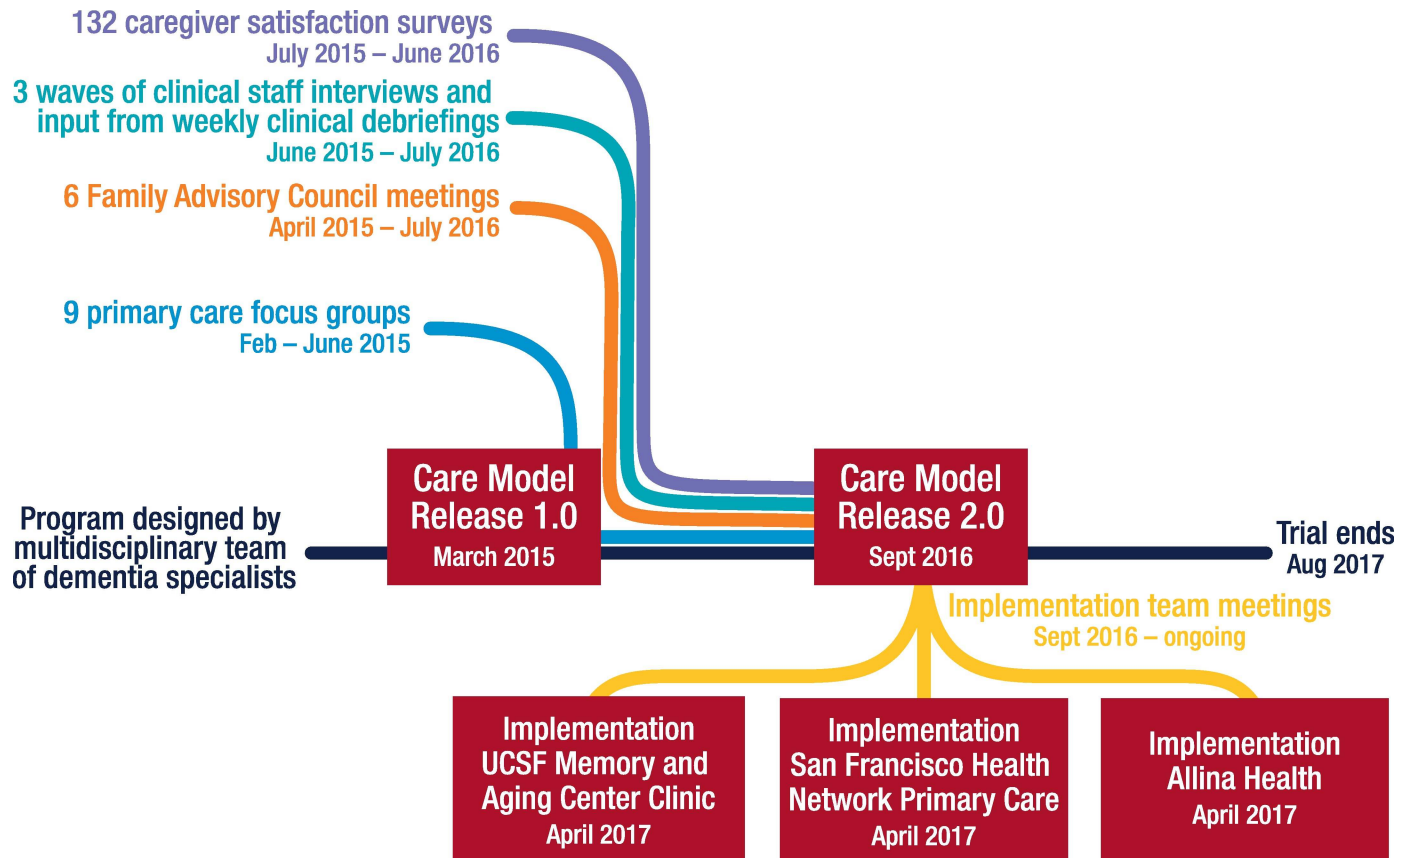 132 caregiver satisfaction surveys
July 2015 – June 2016
3 waves of clinical staff interviews and
input from weekly clinical debriefings
June 2015 – July 2016
6 Family Advisory Council meetings
April 2015 – July 2016
9 primary care focus groups
Feb – June 2015
Program designed by
multidisciplinary team
of dementia specialists
Care Model
Release 1.0
March 2015
Care Model
Release 2.0
Sept 2016
Trial ends
Aug 2017
Implementation team meetings
Sept 2016 – ongoing
Implementation
UCSF Memory and
Aging Center Clinic
April 2017
Implementation
San Francisco Health
Network Primary Care
April 2017
Implementation
Allina Health
April 2017